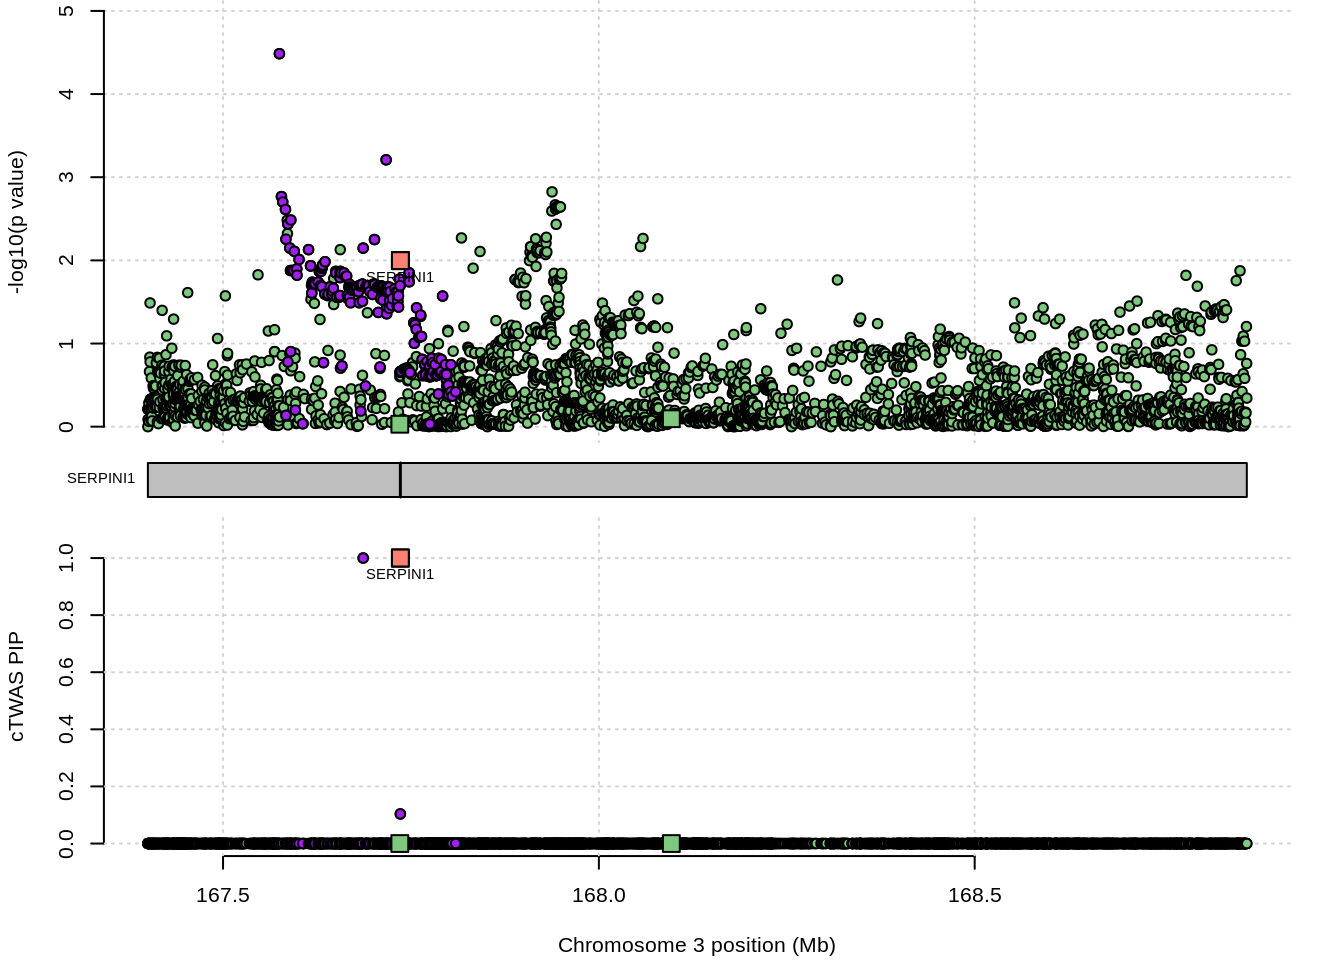 5
4
3
2
1
0
-log10(p value)
SERPINI1
SERPINI1
1.0
0.8
0.6
0.4
0.2
0.0
cTWAS PIP
SERPINI1
167.5 168.0 168.5
Chromosome 3 position (Mb)